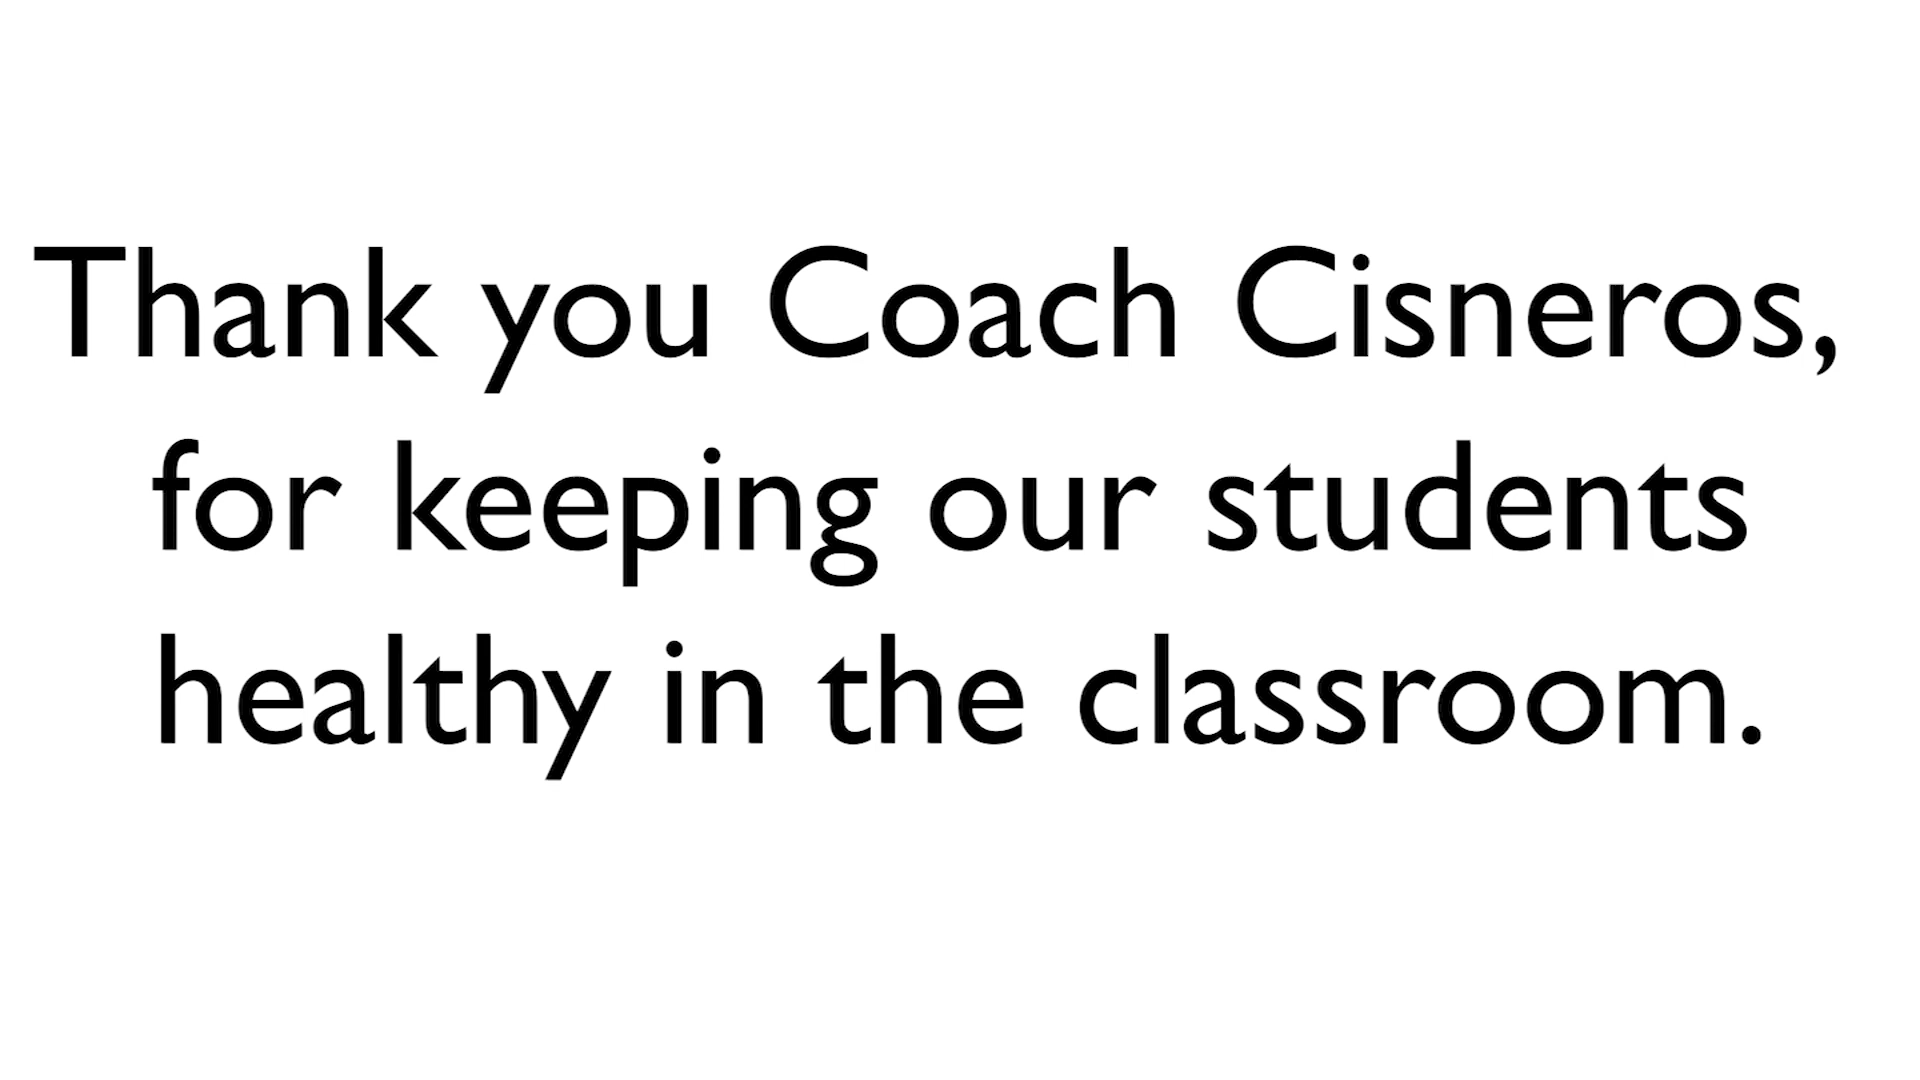 Thank you Coach Cisneros,
for keeping our students
healthy in the classroom.